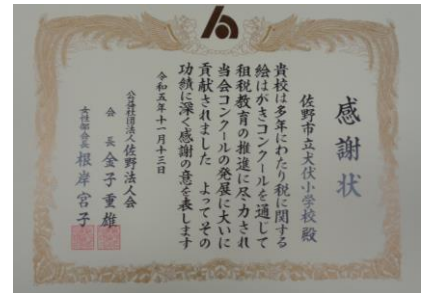 感謝状
佐野市立犬伏小学校殿
貴校は多年にわたり税に関する
絵はがきコンクールを通して
租税教育の推進に尽力され
当会コンクールの発展に大いに
貢献されました よってその
功績に深く感謝の意を表します
令和五年十一月十三日
公益社団法人佐野法人会
会長金子重雄
女性部会長根岸宮子